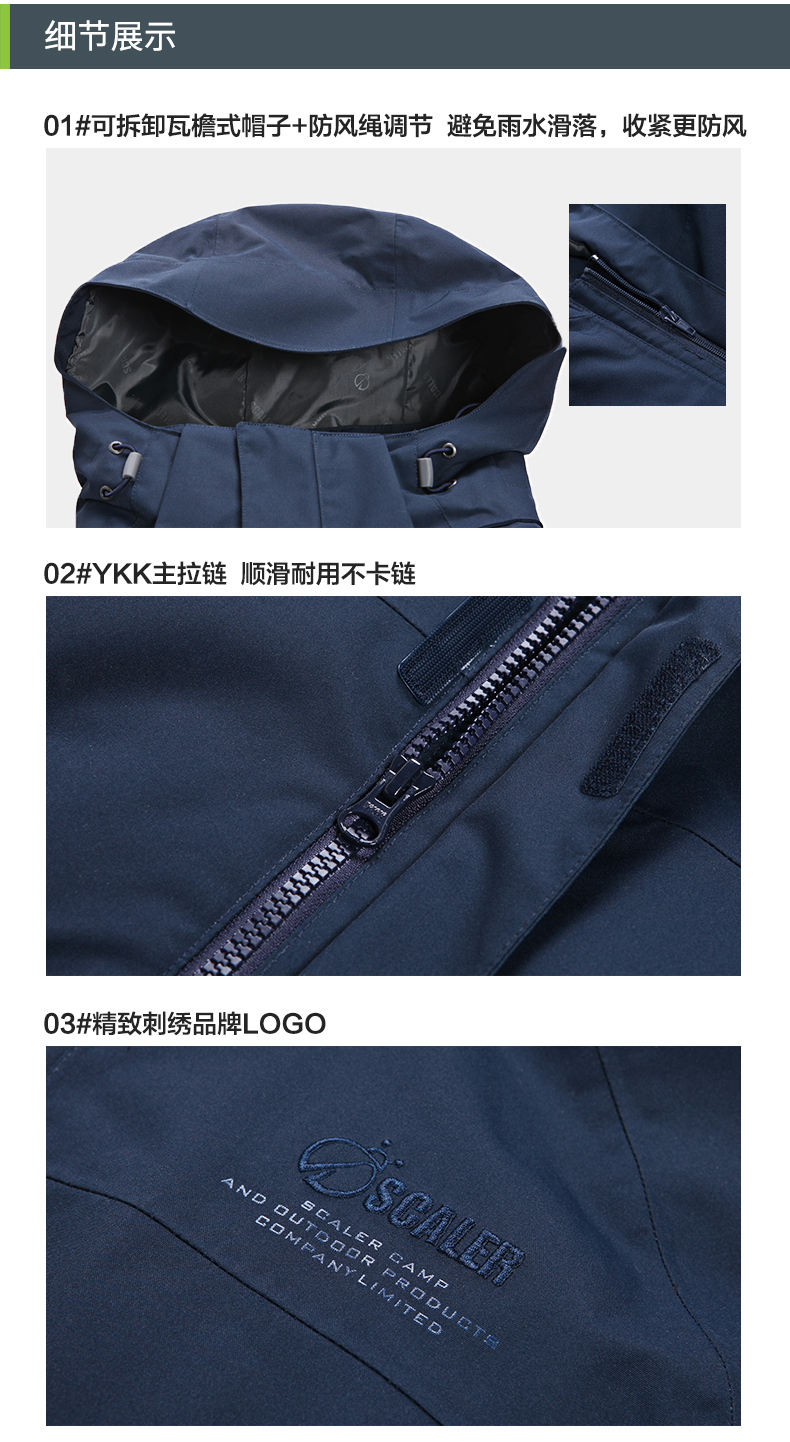 细节展示
01#可拆卸瓦檐式帽子+防风绳调节 避免雨水滑落，收紧更防风
02#YKK主拉链 顺滑耐用不卡链
03#精致刺绣品牌LOGO
SCALER
SCALER CAMP
AND OUTDOOR PRODUCTS
COMPANY LIMITED